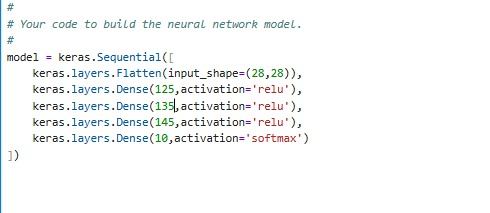 #
# Your code to build the neural network model.
#
model = keras.Sequential([
    keras.layers.Flatten(input_shape=(28,28)),
    keras.layers.Dense(125,activation='relu'),
    keras.layers.Dense(135,activation='relu'),
    keras.layers.Dense(145,activation='relu'),
    keras.layers.Dense(10,activation='softmax')
])